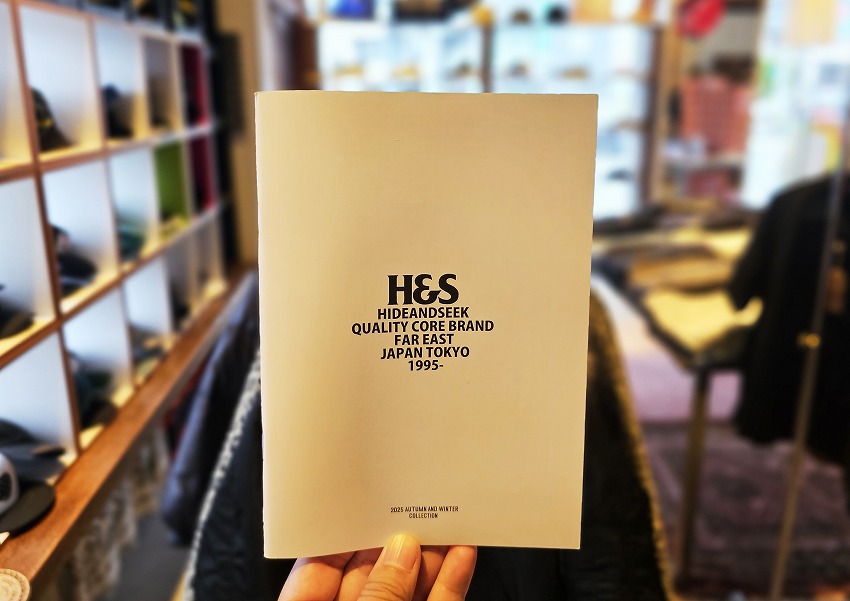 H&S
HIDEANDSEEK
QUALITY CORE BRAND
FAR EAST
JAPAN TOKYO
1995-
2025 AUTUMN AND WINTER
COLLECTION